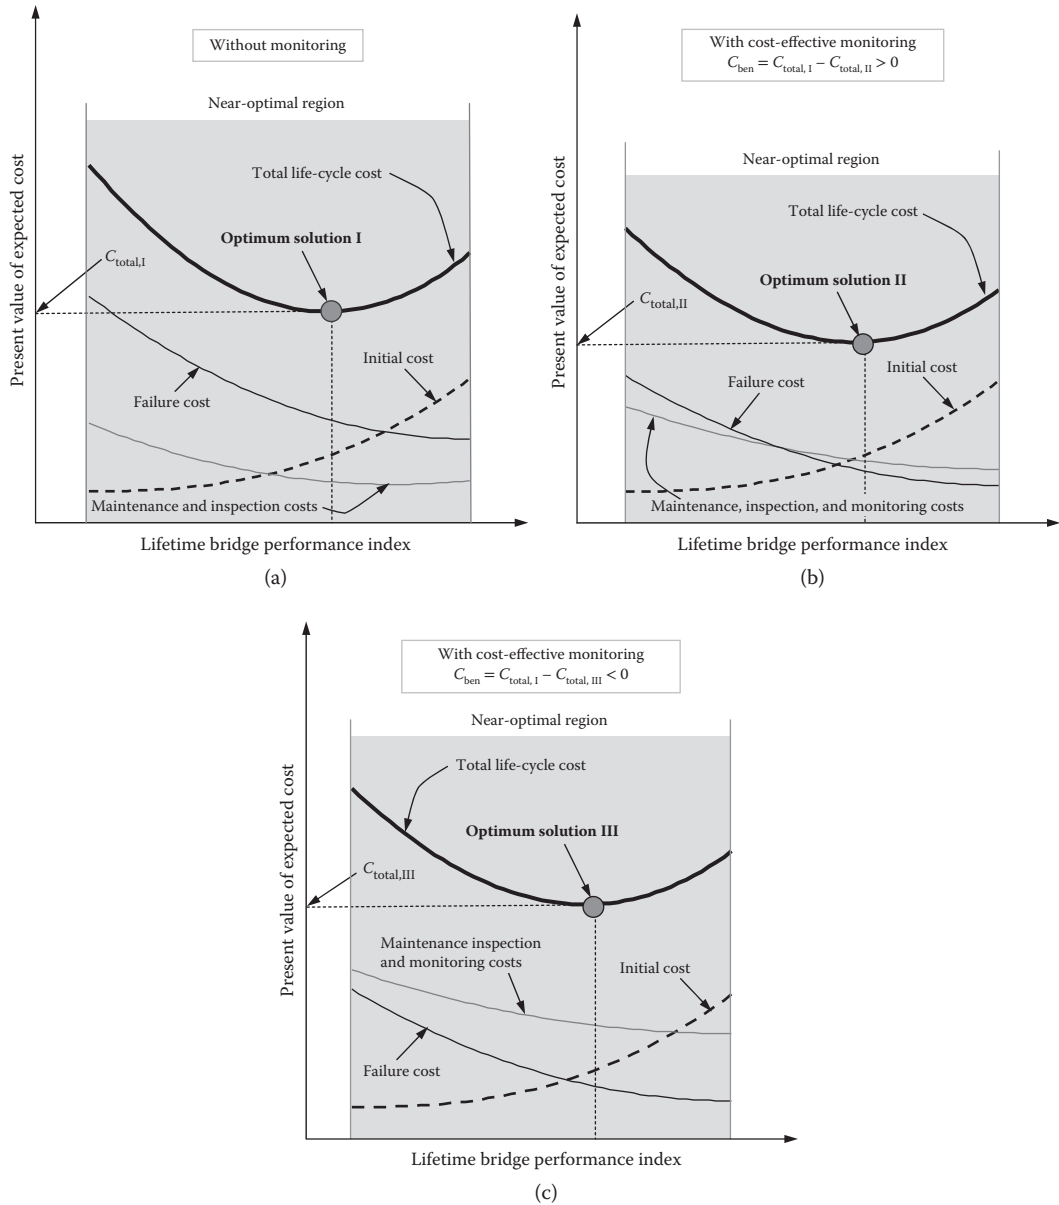 Without monitoring
Near-optimal region
Total life-cycle cost
Optimum solution I
C_total,I
Initial cost
Failure cost
Maintenance and inspection costs
Present value of expected cost
Lifetime bridge performance index
(a)
With cost-effective monitoring
C_ben = C_total, I – C_total, II > 0
Near-optimal region
Total life-cycle cost
Optimum solution II
C_total,II
Initial cost
Failure cost
Maintenance, inspection, and monitoring costs
Present value of expected cost
Lifetime bridge performance index
(b)
With cost-effective monitoring
C_ben = C_total, I – C_total, III < 0
Near-optimal region
Total life-cycle cost
Optimum solution III
C_total,III
Maintenance inspection
and monitoring costs
Initial cost
Failure cost
Present value of expected cost
Lifetime bridge performance index
(c)